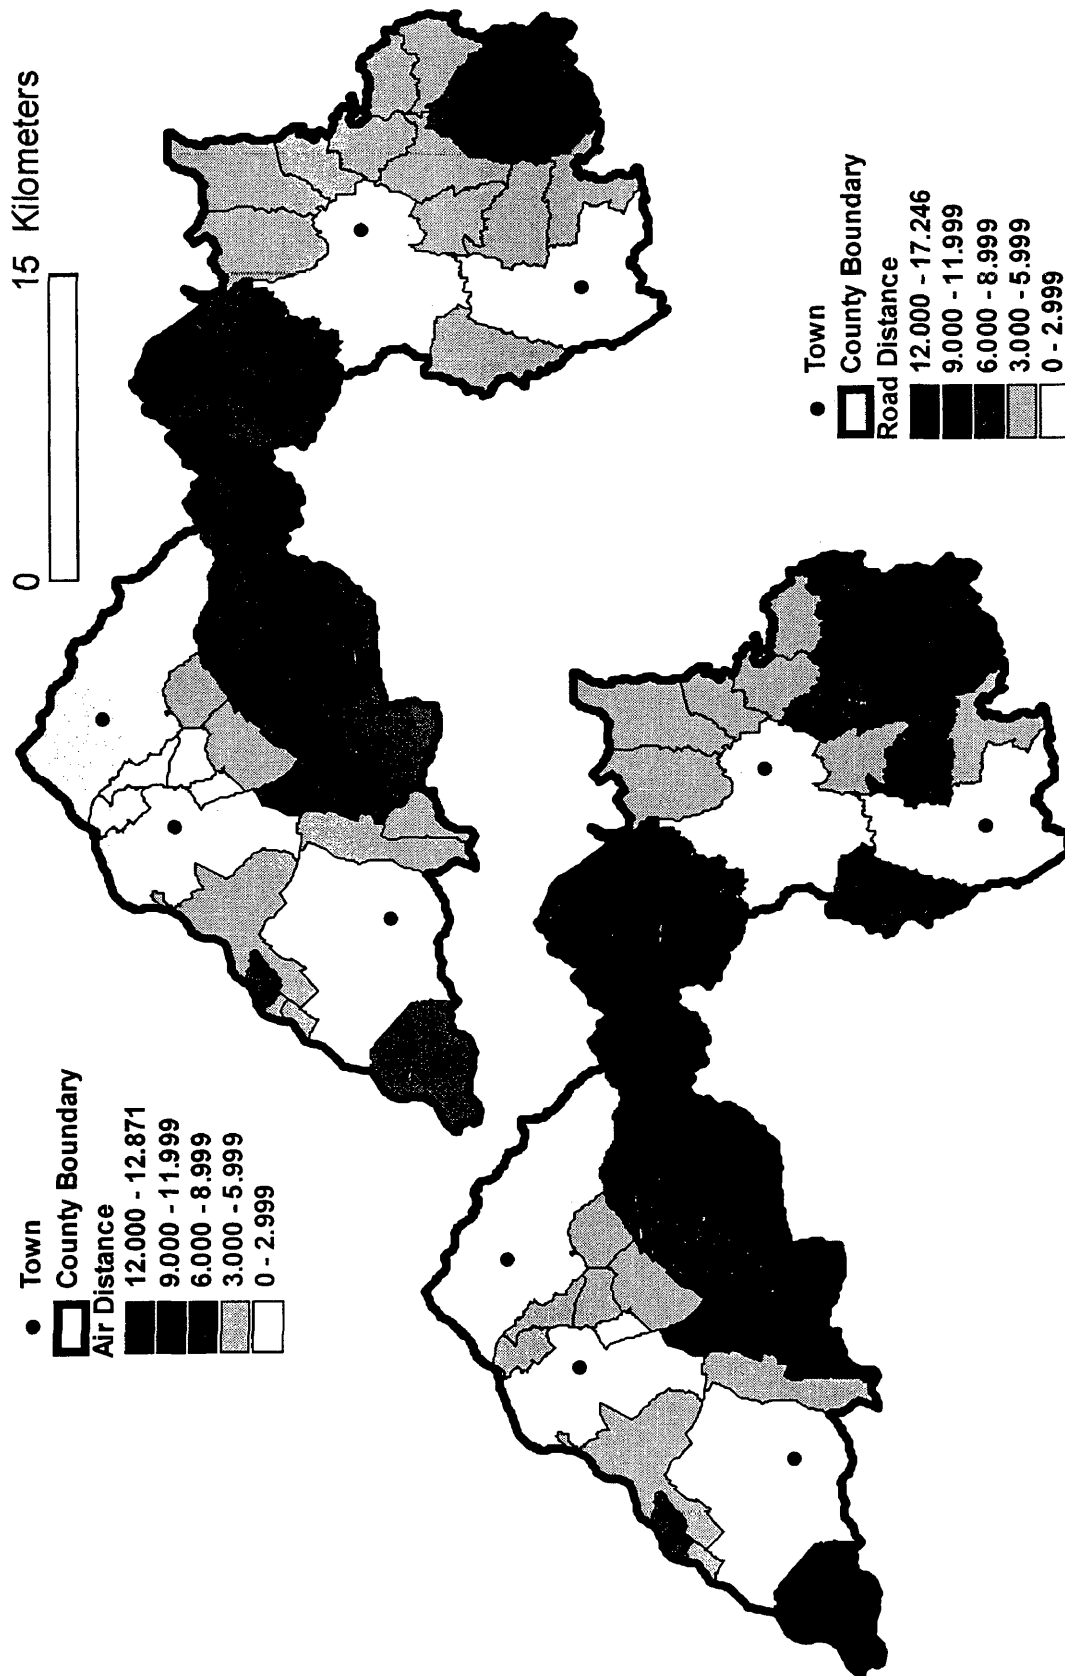 0 15 Kilometers
Town
County Boundary
Air Distance
12.000 - 12.871
9.000 - 11.999
6.000 - 8.999
3.000 - 5.999
0 - 2.999
Town
County Boundary
Road Distance
12.000 - 17.246
9.000 - 11.999
6.000 - 8.999
3.000 - 5.999
0 - 2.999